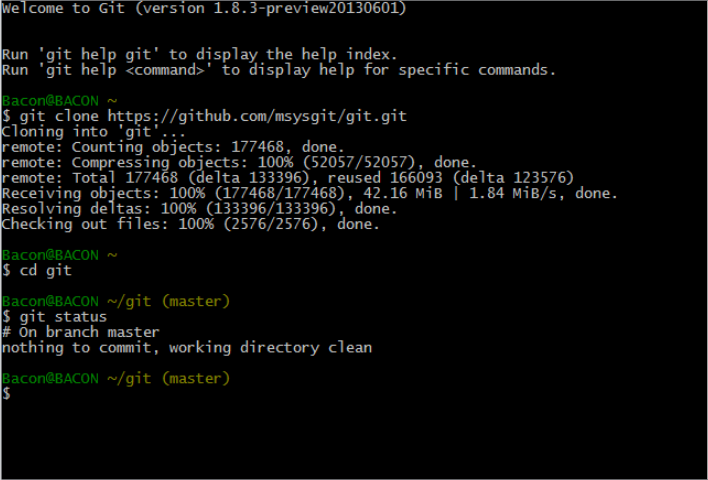 Welcome to Git (version 1.8.3-preview20130601)
Run 'git help git' to display the help index.
Run 'git help <command>' to display help for specific commands.
Bacon@BACON ~
$ git clone https://github.com/msysgit/git.git
Cloning into 'git'...
remote: Counting objects: 177468, done.
remote: Compressing objects: 100% (52057/52057), done.
remote: Total 177468 (delta 133396), reused 166093 (delta 123576)
Receiving objects: 100% (177468/177468), 42.16 MiB | 1.84 MiB/s, done.
Resolving deltas: 100% (133396/133396), done.
Checking out files: 100% (2576/2576), done.
Bacon@BACON ~
$ cd git
Bacon@BACON ~/git (master)
$ git status
# On branch master
nothing to commit, working directory clean
Bacon@BACON ~/git (master)
$